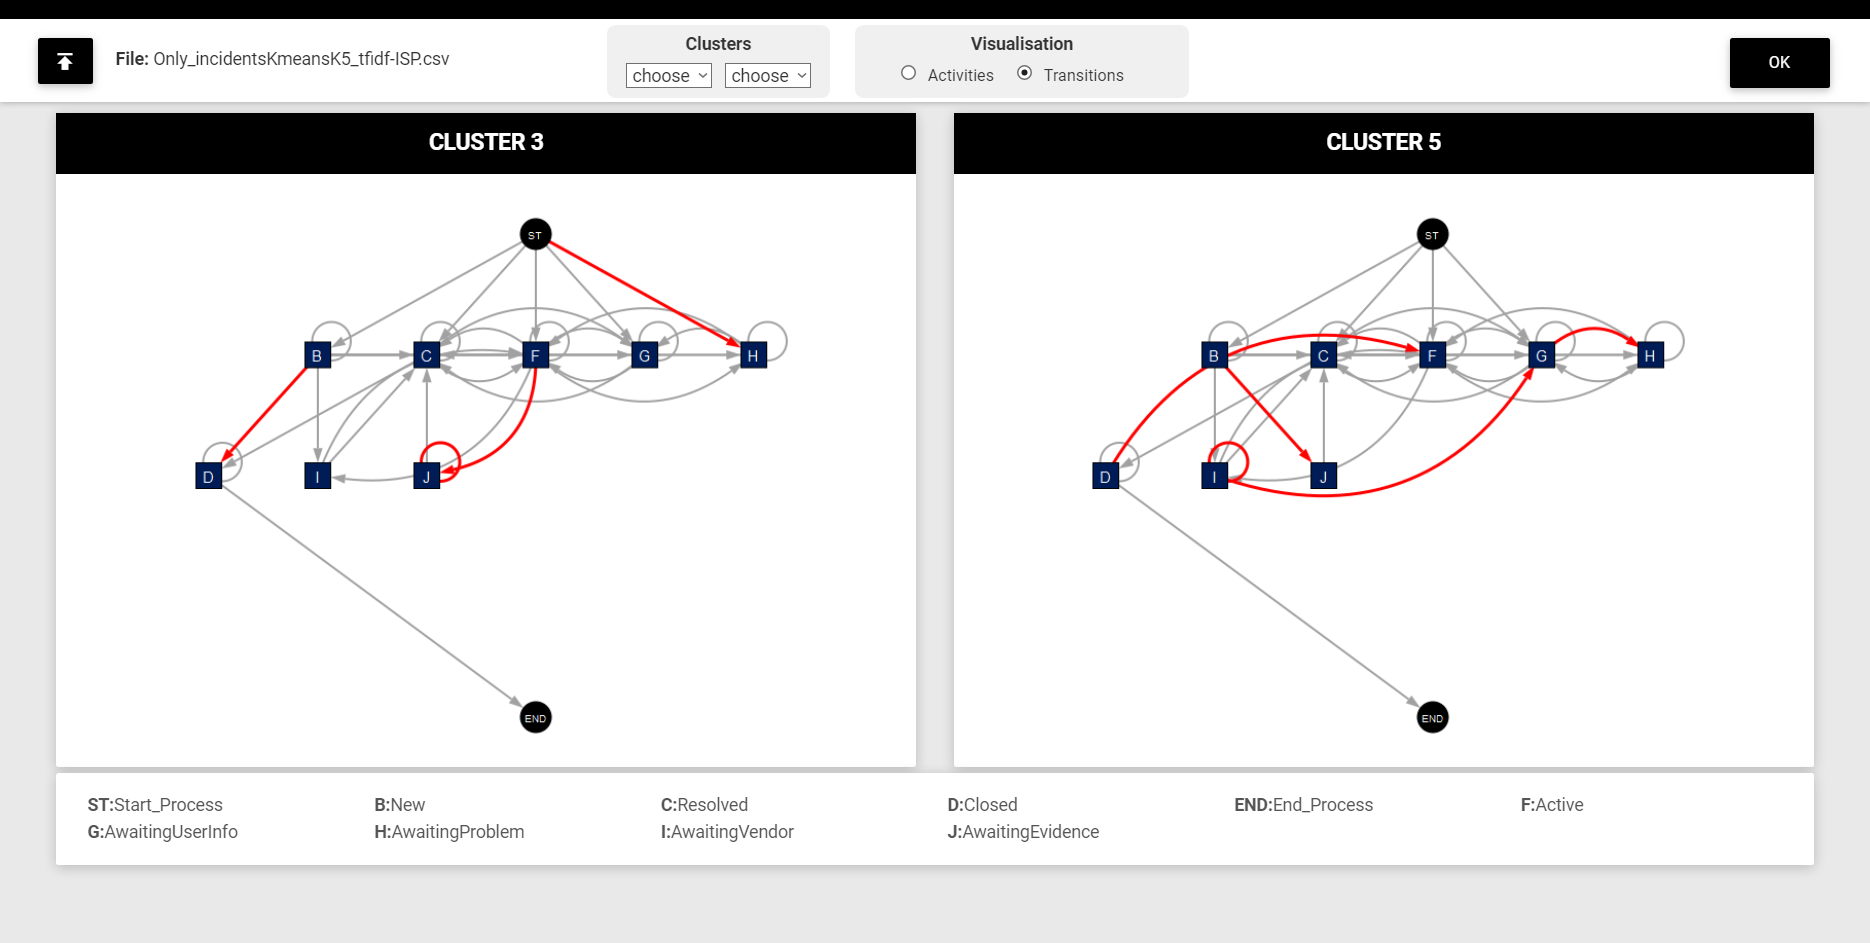 File: Only_incidentsKmeansK5_tfidf-ISP.csv
Clusters
choose choose
Visualisation
Activities Transitions
OK
CLUSTER 3
ST
B C F G H
D I J
END
CLUSTER 5
ST
B C F G H
D I J
END
ST:Start_Process B:New C:Resolved D:Closed END:End_Process F:Active
G:AwaitingUserInfo H:AwaitingProblem I:AwaitingVendor J:AwaitingEvidence